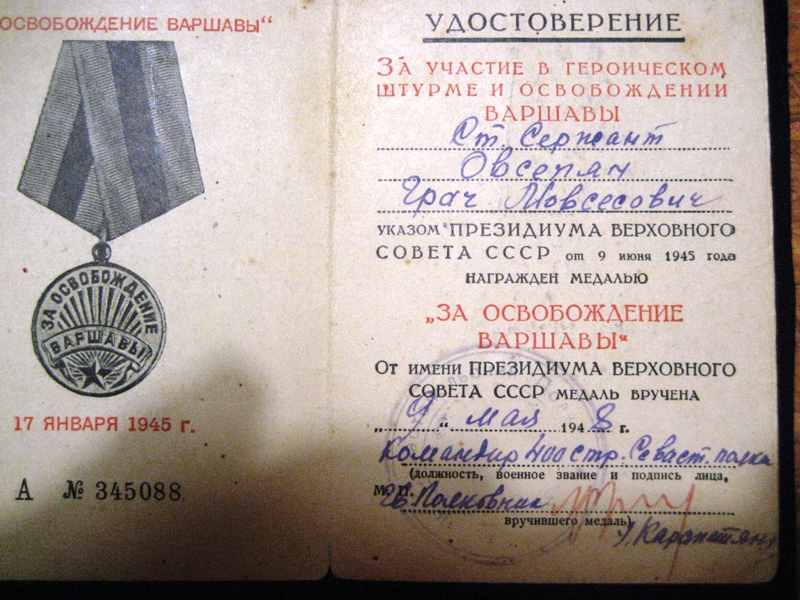 ОСВОБОЖДЕНИЕ ВАРШАВЫ"
ЗА ОСВОБОЖДЕНИЕ
ВАРШАВЫ
17 ЯНВАРЯ 1945 г.
А № 345088
УДОСТОВЕРЕНИЕ
ЗА УЧАСТИЕ В ГЕРОИЧЕСКОМ
ШТУРМЕ И ОСВОБОЖДЕНИИ
ВАРШАВЫ
Ст. Сержант
Овсепян
Грач Мовсесович
УКАЗОМ ПРЕЗИДИУМА ВЕРХОВНОГО
СОВЕТА СССР от 9 июня 1945 года
НАГРАЖДЕН МЕДАЛЬЮ
„ЗА ОСВОБОЖДЕНИЕ
ВАРШАВЫ“
От имени ПРЕЗИДИУМА ВЕРХОВНОГО
СОВЕТА СССР МЕДАЛЬ ВРУЧЕНА
„9“ мая 1948 г.
Командир 400 стр. Севаст. полка
(должность, военное звание и подпись лица,
М. П. Гв. Полковник
вручившего медаль)
Карапетян